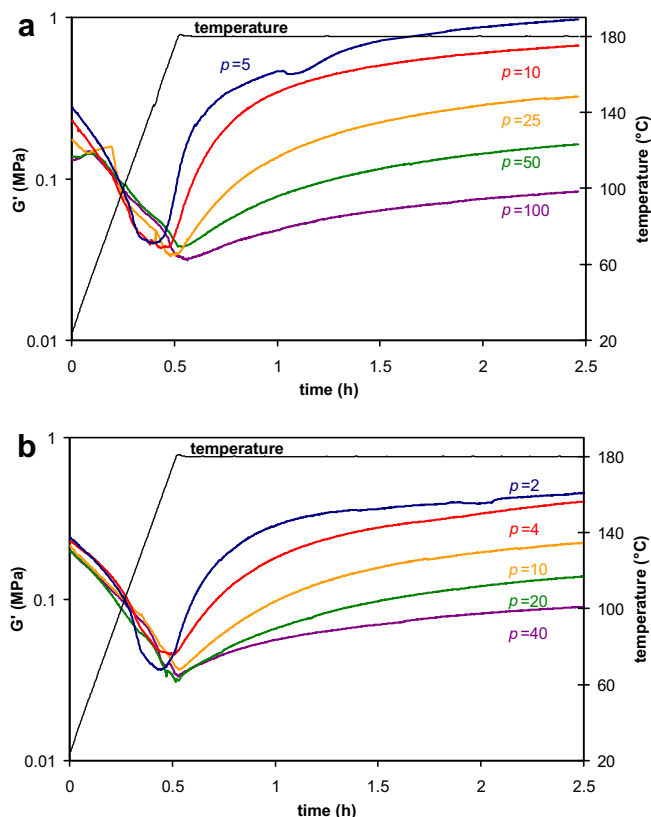 a
temperature
p=5
p=10
p=25
p=50
p=100
1
0.1
0.01
G' (MPa)
180
140
100
60
20
temperature (°C)
0
0.5
1
1.5
2
2.5
time (h)
b
temperature
p=2
p=4
p=10
p=20
p=40
1
0.1
0.01
G' (MPa)
180
140
100
60
20
temperature (°C)
0
0.5
1
1.5
2
2.5
time (h)